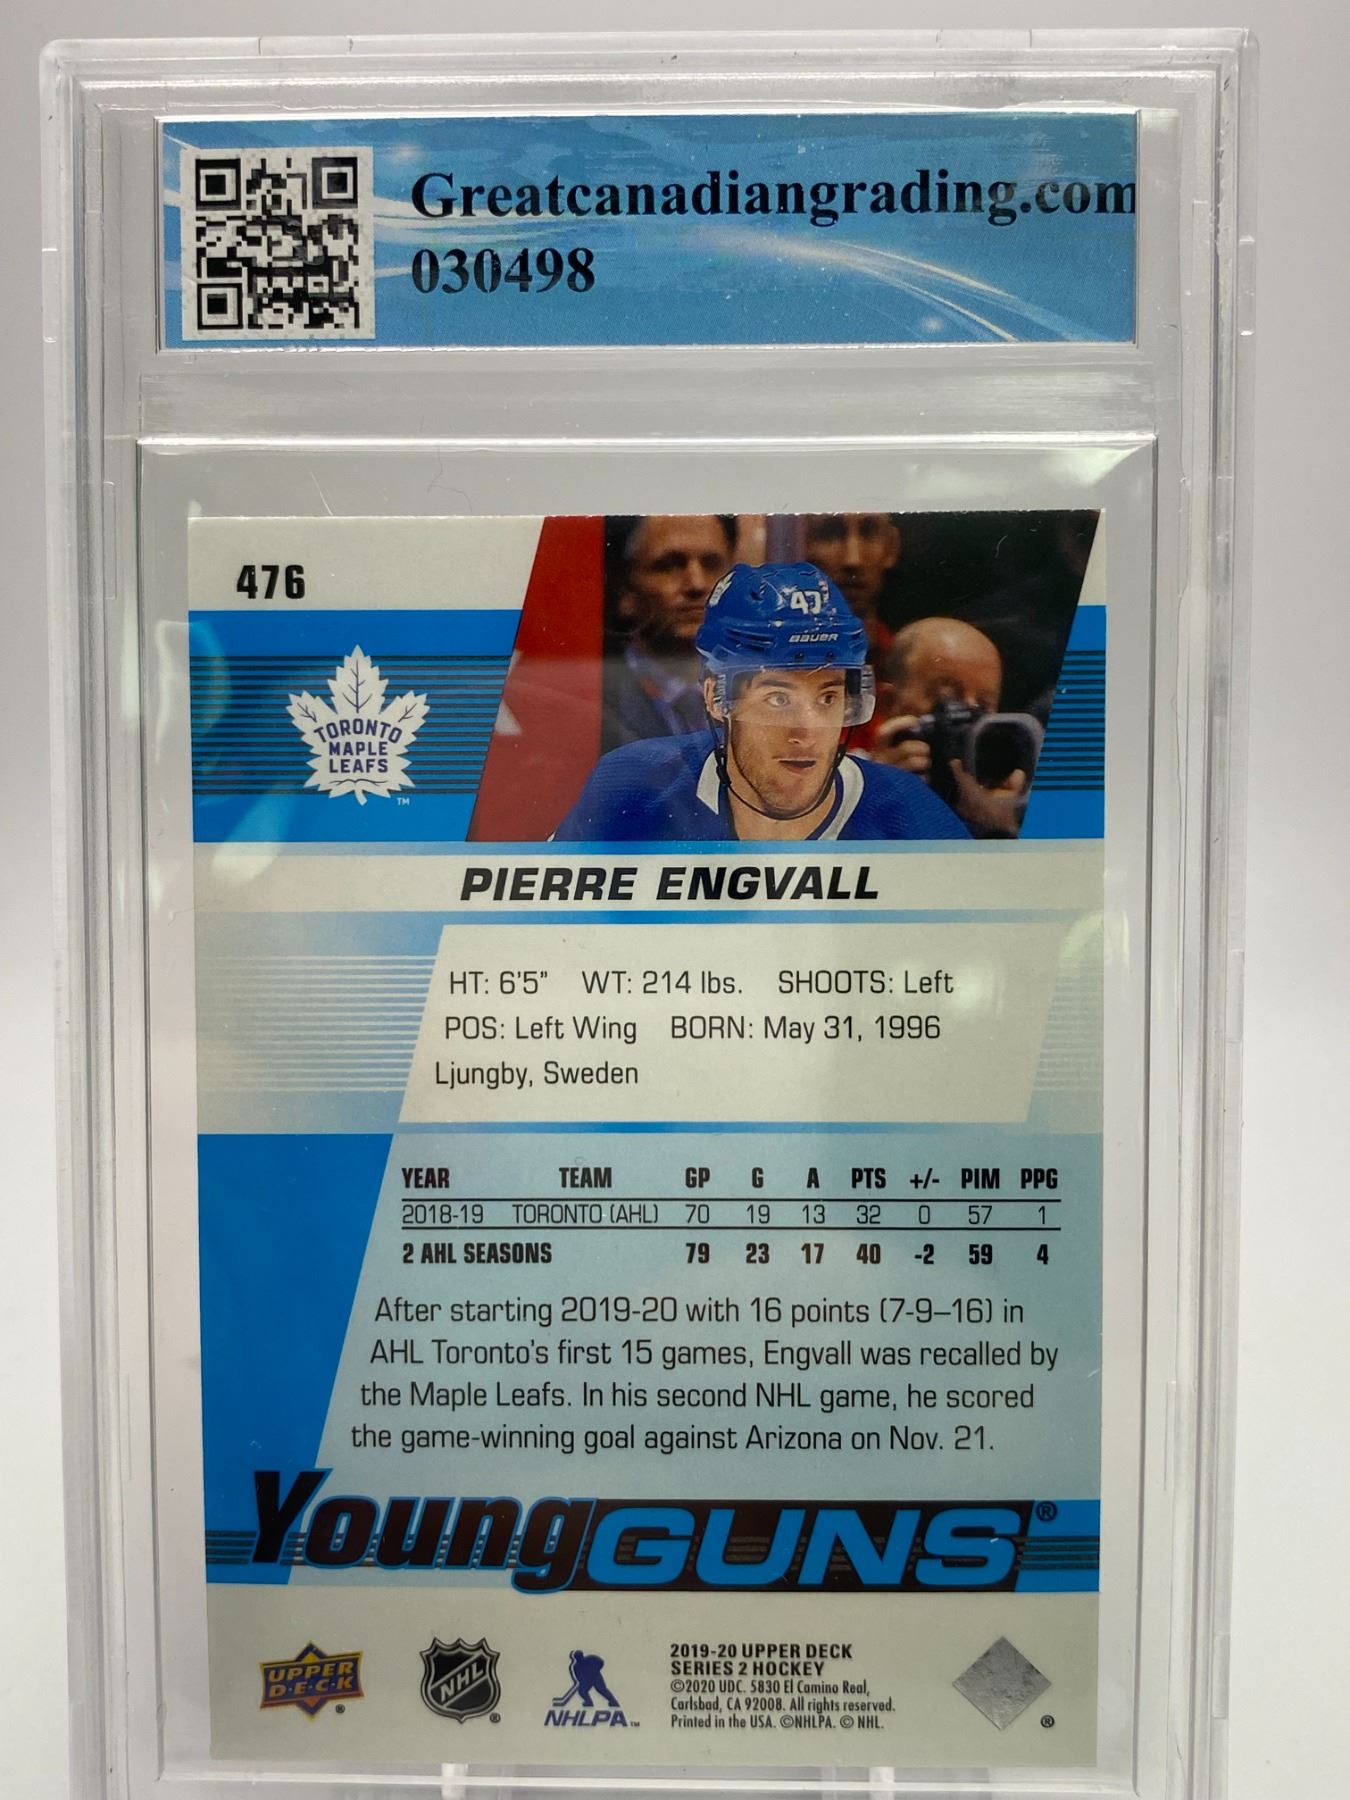 Greatcanadiangrading.com
030498
476
47
BAUER
TORONTO
MAPLE
LEAFS
TM
PIERRE ENGVALL
HT: 6'5" WT: 214 lbs. SHOOTS: Left
POS: Left Wing BORN: May 31, 1996
Ljungby, Sweden
YEAR TEAM GP G A PTS +/- PIM PPG
2018-19 TORONTO (AHL) 70 19 13 32 0 57 1
2 AHL SEASONS 79 23 17 40 -2 59 4
After starting 2019-20 with 16 points (7-9–16) in
AHL Toronto's first 15 games, Engvall was recalled by
the Maple Leafs. In his second NHL game, he scored
the game-winning goal against Arizona on Nov. 21.
Young GUNS®
UPPER
D·E·C·K
®
NHL
®
NHLPA™
2019-20 UPPER DECK
SERIES 2 HOCKEY
©2020 UDC. 5830 El Camino Real,
Carlsbad, CA 92008. All rights reserved.
Printed in the USA. ©NHLPA. © NHL.
®